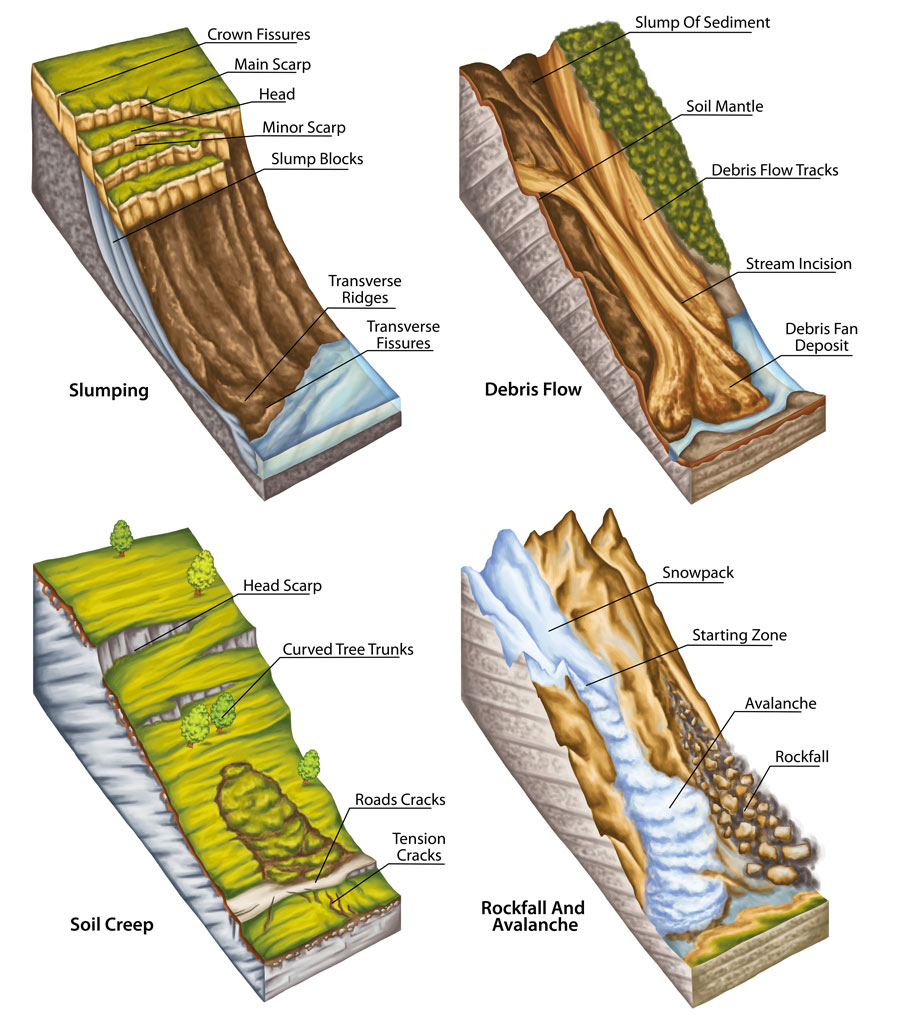 Crown Fissures
Main Scarp
Head
Minor Scarp
Slump Blocks
Transverse
Ridges
Transverse
Fissures
Slumping
Slump Of Sediment
Soil Mantle
Debris Flow Tracks
Stream Incision
Debris Fan
Deposit
Debris Flow
Head Scarp
Curved Tree Trunks
Roads Cracks
Tension
Cracks
Soil Creep
Snowpack
Starting Zone
Avalanche
Rockfall
Rockfall And
Avalanche